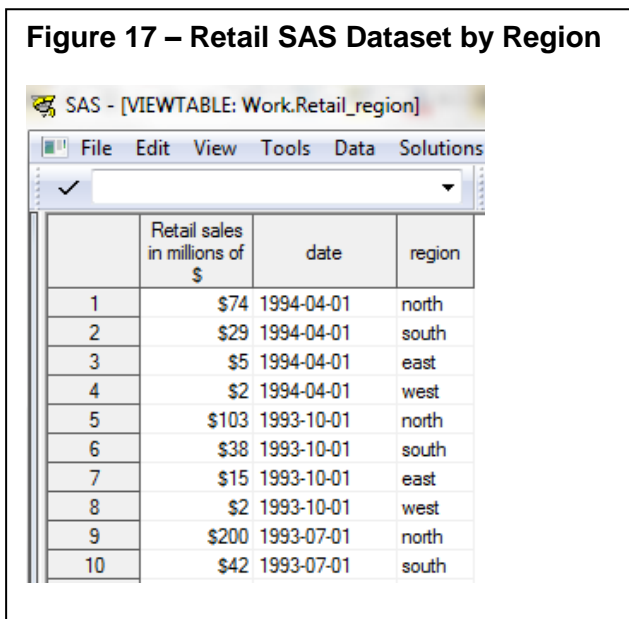 Figure 17 – Retail SAS Dataset by Region
SAS - [VIEWTABLE: Work.Retail_region]
File Edit View Tools Data Solutions
Retail sales in millions of $ date region
1 $74 1994-04-01 north
2 $29 1994-04-01 south
3 $5 1994-04-01 east
4 $2 1994-04-01 west
5 $103 1993-10-01 north
6 $38 1993-10-01 south
7 $15 1993-10-01 east
8 $2 1993-10-01 west
9 $200 1993-07-01 north
10 $42 1993-07-01 south